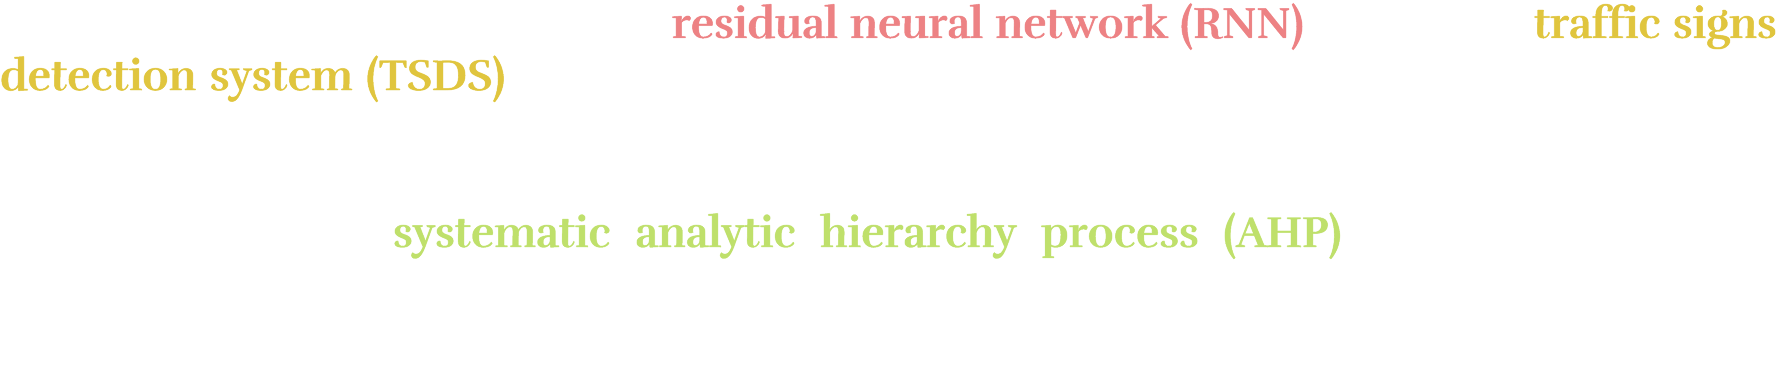 residual neural network (RNN) traffic signs
detection system (TSDS)
systematic analytic hierarchy process (AHP)